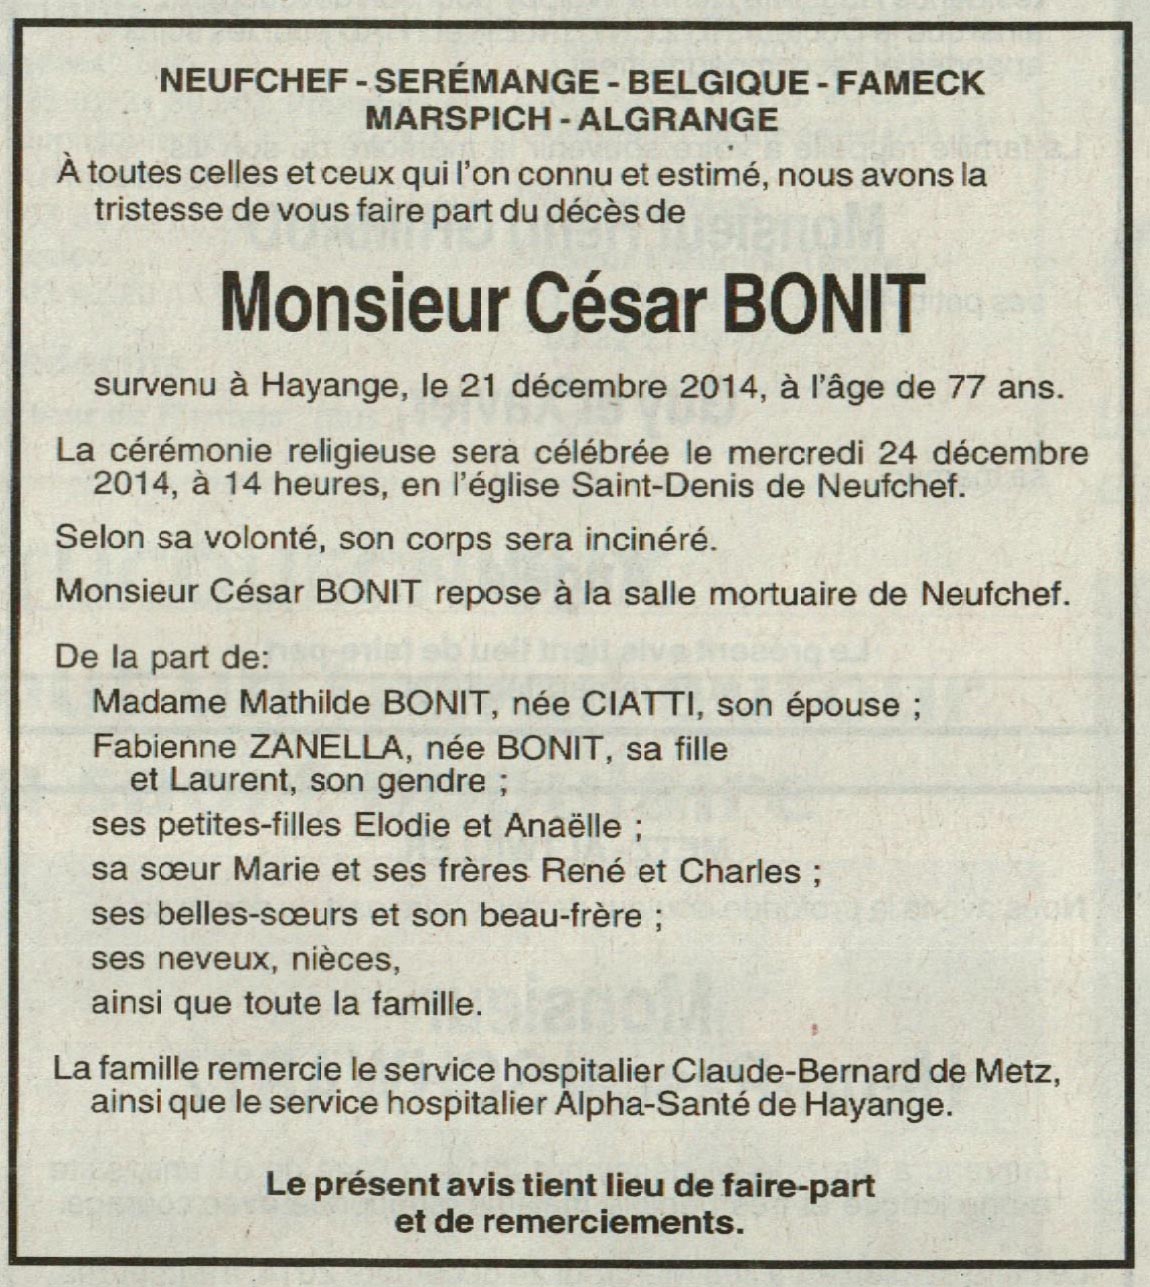 NEUFCHEF - SERÉMANGE - BELGIQUE - FAMECK
MARSPICH - ALGRANGE
À toutes celles et ceux qui l'on connu et estimé, nous avons la
tristesse de vous faire part du décès de
Monsieur César BONIT
survenu à Hayange, le 21 décembre 2014, à l'âge de 77 ans.
La cérémonie religieuse sera célébrée le mercredi 24 décembre
2014, à 14 heures, en l'église Saint-Denis de Neufchef.
Selon sa volonté, son corps sera incinéré.
Monsieur César BONIT repose à la salle mortuaire de Neufchef.
De la part de:
Madame Mathilde BONIT, née CIATTI, son épouse ;
Fabienne ZANELLA, née BONIT, sa fille
et Laurent, son gendre ;
ses petites-filles Elodie et Anaëlle ;
sa sœur Marie et ses frères René et Charles ;
ses belles-sœurs et son beau-frère ;
ses neveux, nièces,
ainsi que toute la famille.
La famille remercie le service hospitalier Claude-Bernard de Metz,
ainsi que le service hospitalier Alpha-Santé de Hayange.
Le présent avis tient lieu de faire-part
et de remerciements.